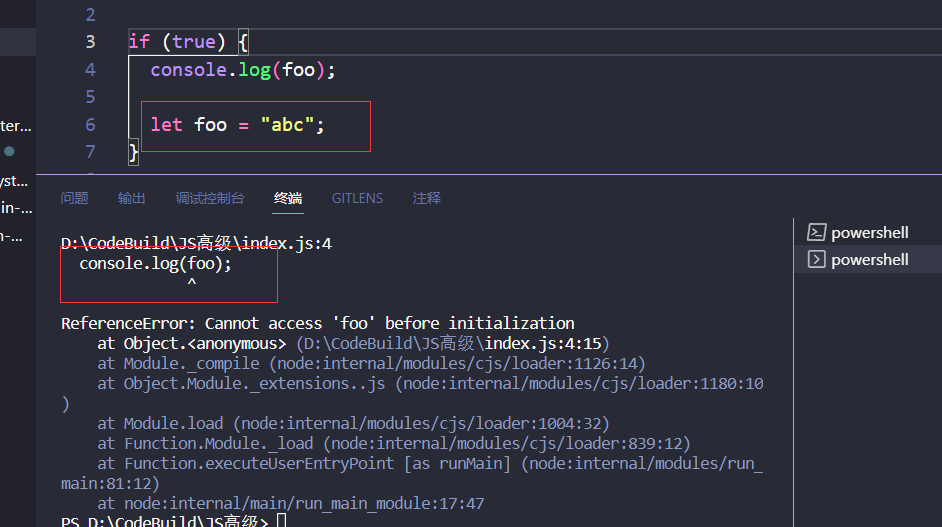 2
3 if (true) {
4 console.log(foo);
5
6 let foo = "abc";
7 }
ter...
yst...
in-...
n-...
问题 输出 调试控制台 终端 GITLENS 注释
D:\CodeBuild\JS高级\index.js:4
console.log(foo);
^
ReferenceError: Cannot access 'foo' before initialization
at Object.<anonymous> (D:\CodeBuild\JS高级\index.js:4:15)
at Module._compile (node:internal/modules/cjs/loader:1126:14)
at Object.Module._extensions..js (node:internal/modules/cjs/loader:1180:10
)
at Module.load (node:internal/modules/cjs/loader:1004:32)
at Function.Module._load (node:internal/modules/cjs/loader:839:12)
at Function.executeUserEntryPoint [as runMain] (node:internal/modules/run_
main:81:12)
at node:internal/main/run_main_module:17:47
PS D:\CodeBuild\JS高级>
powershell
powershell